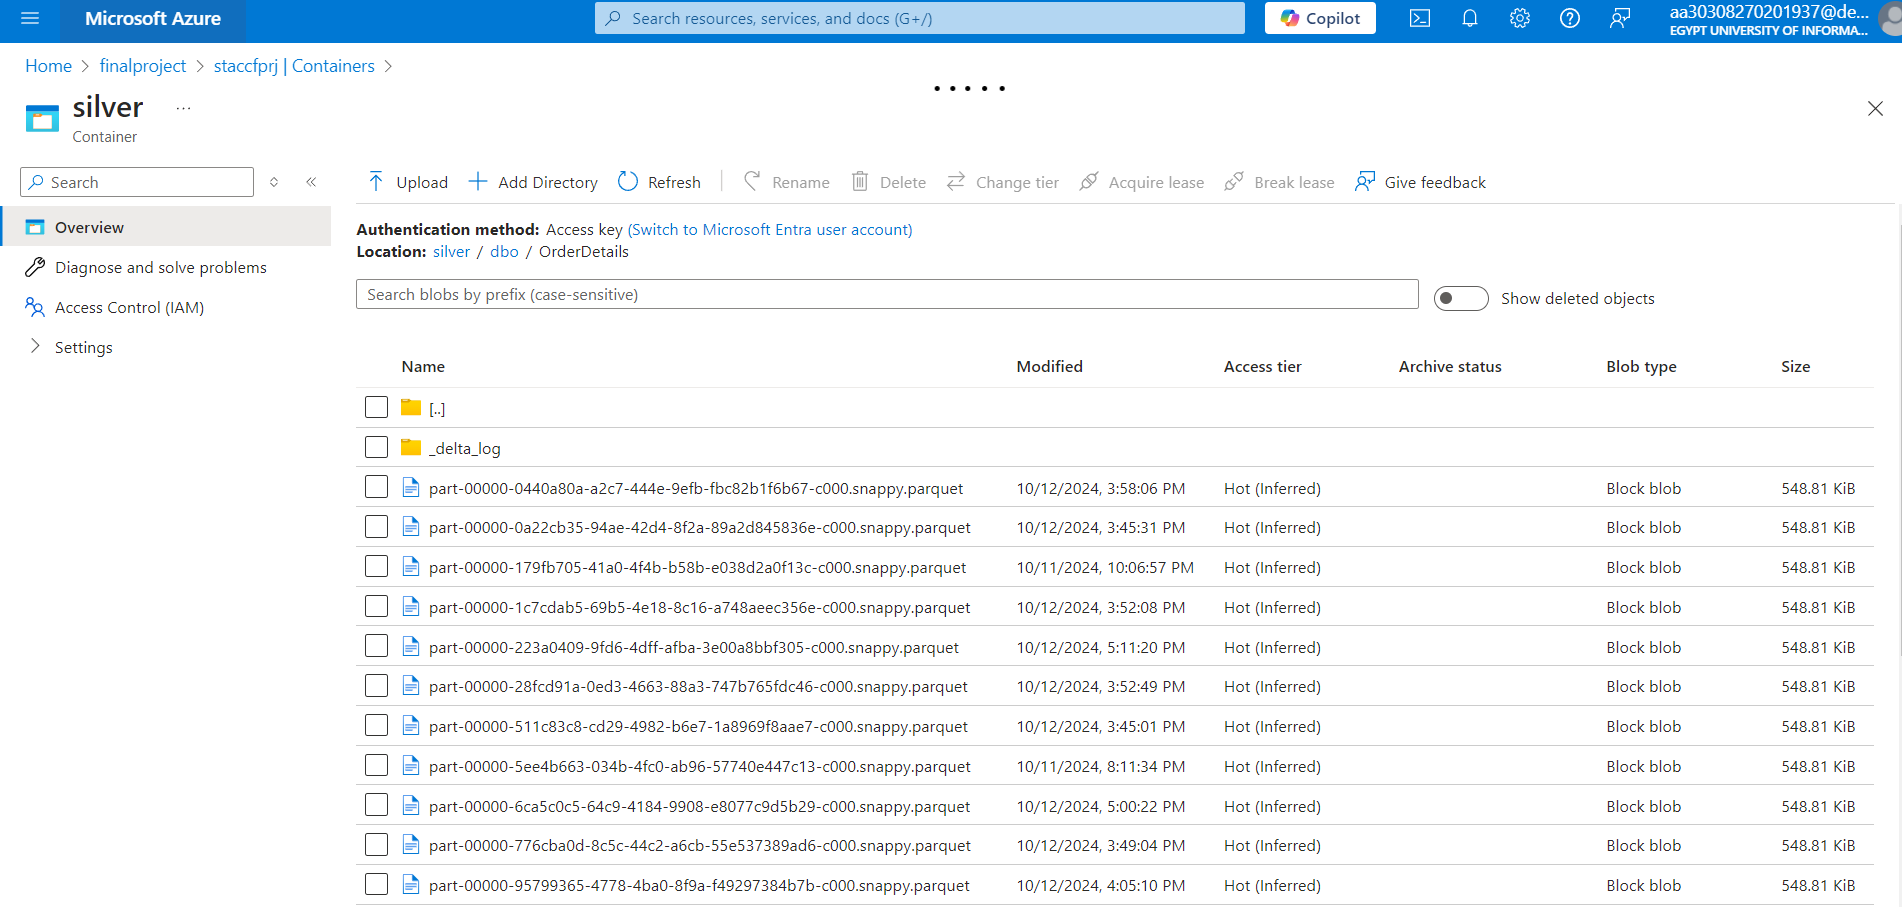 Microsoft Azure
Search resources, services, and docs (G+/)
Copilot
aa30308270201937@de...
EGYPT UNIVERSITY OF INFORMA...
Home > finalproject > staccfprj | Containers >
silver ...
Container
Search
Overview
Diagnose and solve problems
Access Control (IAM)
Settings
Upload Add Directory Refresh Rename Delete Change tier Acquire lease Break lease Give feedback
Authentication method: Access key (Switch to Microsoft Entra user account)
Location: silver / dbo / OrderDetails
Search blobs by prefix (case-sensitive)
Show deleted objects
Name Modified Access tier Archive status Blob type Size
[..]
_delta_log
part-00000-0440a80a-a2c7-444e-9efb-fbc82b1f6b67-c000.snappy.parquet 10/12/2024, 3:58:06 PM Hot (Inferred) Block blob 548.81 KiB
part-00000-0a22cb35-94ae-42d4-8f2a-89a2d845836e-c000.snappy.parquet 10/12/2024, 3:45:31 PM Hot (Inferred) Block blob 548.81 KiB
part-00000-179fb705-41a0-4f4b-b58b-e038d2a0f13c-c000.snappy.parquet 10/11/2024, 10:06:57 PM Hot (Inferred) Block blob 548.81 KiB
part-00000-1c7cdab5-69b5-4e18-8c16-a748aeec356e-c000.snappy.parquet 10/12/2024, 3:52:08 PM Hot (Inferred) Block blob 548.81 KiB
part-00000-223a0409-9fd6-4dff-afba-3e00a8bbf305-c000.snappy.parquet 10/12/2024, 5:11:20 PM Hot (Inferred) Block blob 548.81 KiB
part-00000-28fcd91a-0ed3-4663-88a3-747b765fdc46-c000.snappy.parquet 10/12/2024, 3:52:49 PM Hot (Inferred) Block blob 548.81 KiB
part-00000-511c83c8-cd29-4982-b6e7-1a8969f8aae7-c000.snappy.parquet 10/12/2024, 3:45:01 PM Hot (Inferred) Block blob 548.81 KiB
part-00000-5ee4b663-034b-4fc0-ab96-57740e447c13-c000.snappy.parquet 10/11/2024, 8:11:34 PM Hot (Inferred) Block blob 548.81 KiB
part-00000-6ca5c0c5-64c9-4184-9908-e8077c9d5b29-c000.snappy.parquet 10/12/2024, 5:00:22 PM Hot (Inferred) Block blob 548.81 KiB
part-00000-776cba0d-8c5c-44c2-a6cb-55e537389ad6-c000.snappy.parquet 10/12/2024, 3:49:04 PM Hot (Inferred) Block blob 548.81 KiB
part-00000-95799365-4778-4ba0-8f9a-f49297384b7b-c000.snappy.parquet 10/12/2024, 4:05:10 PM Hot (Inferred) Block blob 548.81 KiB